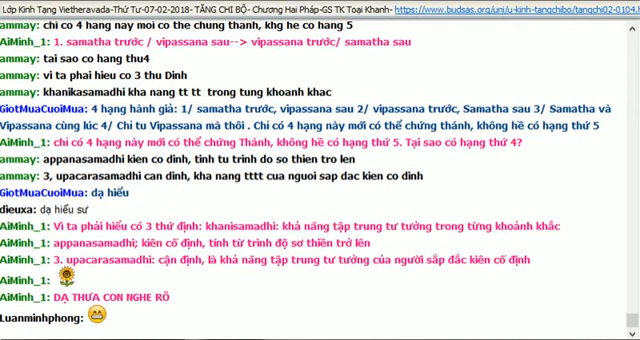 Lớp Kinh Tạng Vietheravada-Thứ Tư-07-02-2018- TĂNG CHI BỘ- Chương Hai Pháp-GS TK Toại Khanh- https://www.budsas.org/uni/u-kinh-tangchibo/tangchi02-0104.h
ammay: chi co 4 hang nay moi co the chung thanh, khg he co hang 5
AiMinh_1: 1. samatha trước / vipassana sau--> vipassana trước/ samatha sau
ammay: tai sao co hang thu4
ammay: vi ta phai hieu co 3 thu Dinh
ammay: khanikasamadhi kha nang tt tt trong tung khoanh khac
GiotMuaCuoiMua: 4 hạng hành giả: 1/ samatha trước, vipassana sau 2/ vipassana trước, Samatha sau 3/ Samatha và
Vipassana cùng lúc 4/ Chỉ tu Vipassana mà thôi . Chỉ có 4 hạng này mới có thể chứng thánh, không hề có hạng thứ 5
AiMinh_1: chỉ có 4 hạng này mới có thể chứng Thánh, không hề có hạng thứ 5. Tại sao có hạng thứ 4?
ammay: appanasamadhi kien co dinh, tinh tu trinh do so thien tro len
ammay: 3, upacarasamadhi can dinh, kha nang tttt cua nguoi sap dac kien co dinh
GiotMuaCuoiMua: dạ hiểu
dieuxa: dạ hiểu sư
AiMinh_1: Vì ta phải hiểu có 3 thứ định: khanisamadhi: khả năng tập trung tư tưởng trong từng khoảnh khắc
AiMinh_1: appanasamadhi; kiên cố định, tính từ trình độ sơ thiền trở lên
AiMinh_1: 3. upacarasamadhi: cận định, là khả năng tập trung tư tưởng của người sắp đắc kiên cố định
AiMinh_1:
AiMinh_1: DẠ THƯA CON NGHE RÕ
Luanminhphong: